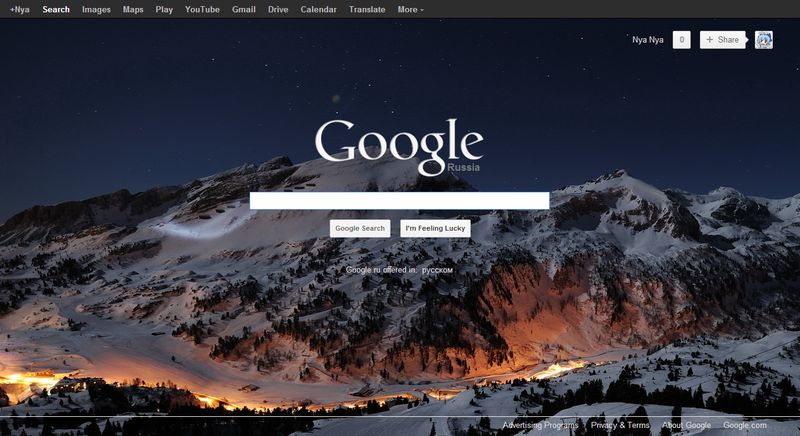 +Nya Search Images Maps Play YouTube Gmail Drive Calendar Translate More
Nya Nya 0 + Share
Google
Russia
Google Search I'm Feeling Lucky
Google.ru offered in: русском
Advertising Programs Privacy & Terms About Google Google.com